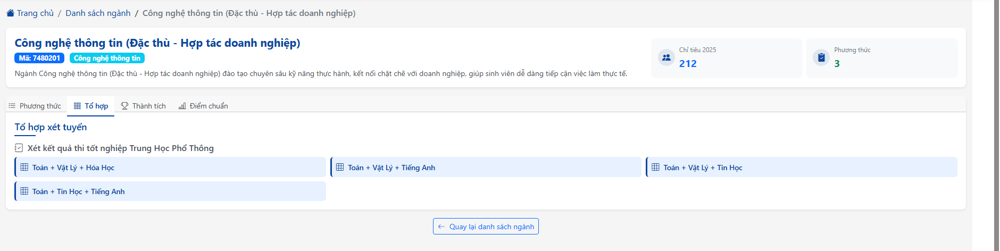 Trang chủ / Danh sách ngành / Công nghệ thông tin (Đặc thù - Hợp tác doanh nghiệp)
Công nghệ thông tin (Đặc thù - Hợp tác doanh nghiệp)
Mã: 7480201 Công nghệ thông tin
Ngành Công nghệ thông tin (Đặc thù - Hợp tác doanh nghiệp) đào tạo chuyên sâu kỹ năng thực hành, kết nối chặt chẽ với doanh nghiệp, giúp sinh viên dễ dàng tiếp cận việc làm thực tế.
Chỉ tiêu 2025
212
Phương thức
3
Phương thức Tổ hợp Thành tích Điểm chuẩn
Tổ hợp xét tuyển
Xét kết quả thi tốt nghiệp Trung Học Phổ Thông
Toán + Vật Lý + Hóa Học
Toán + Vật Lý + Tiếng Anh
Toán + Vật Lý + Tin Học
Toán + Tin Học + Tiếng Anh
← Quay lại danh sách ngành